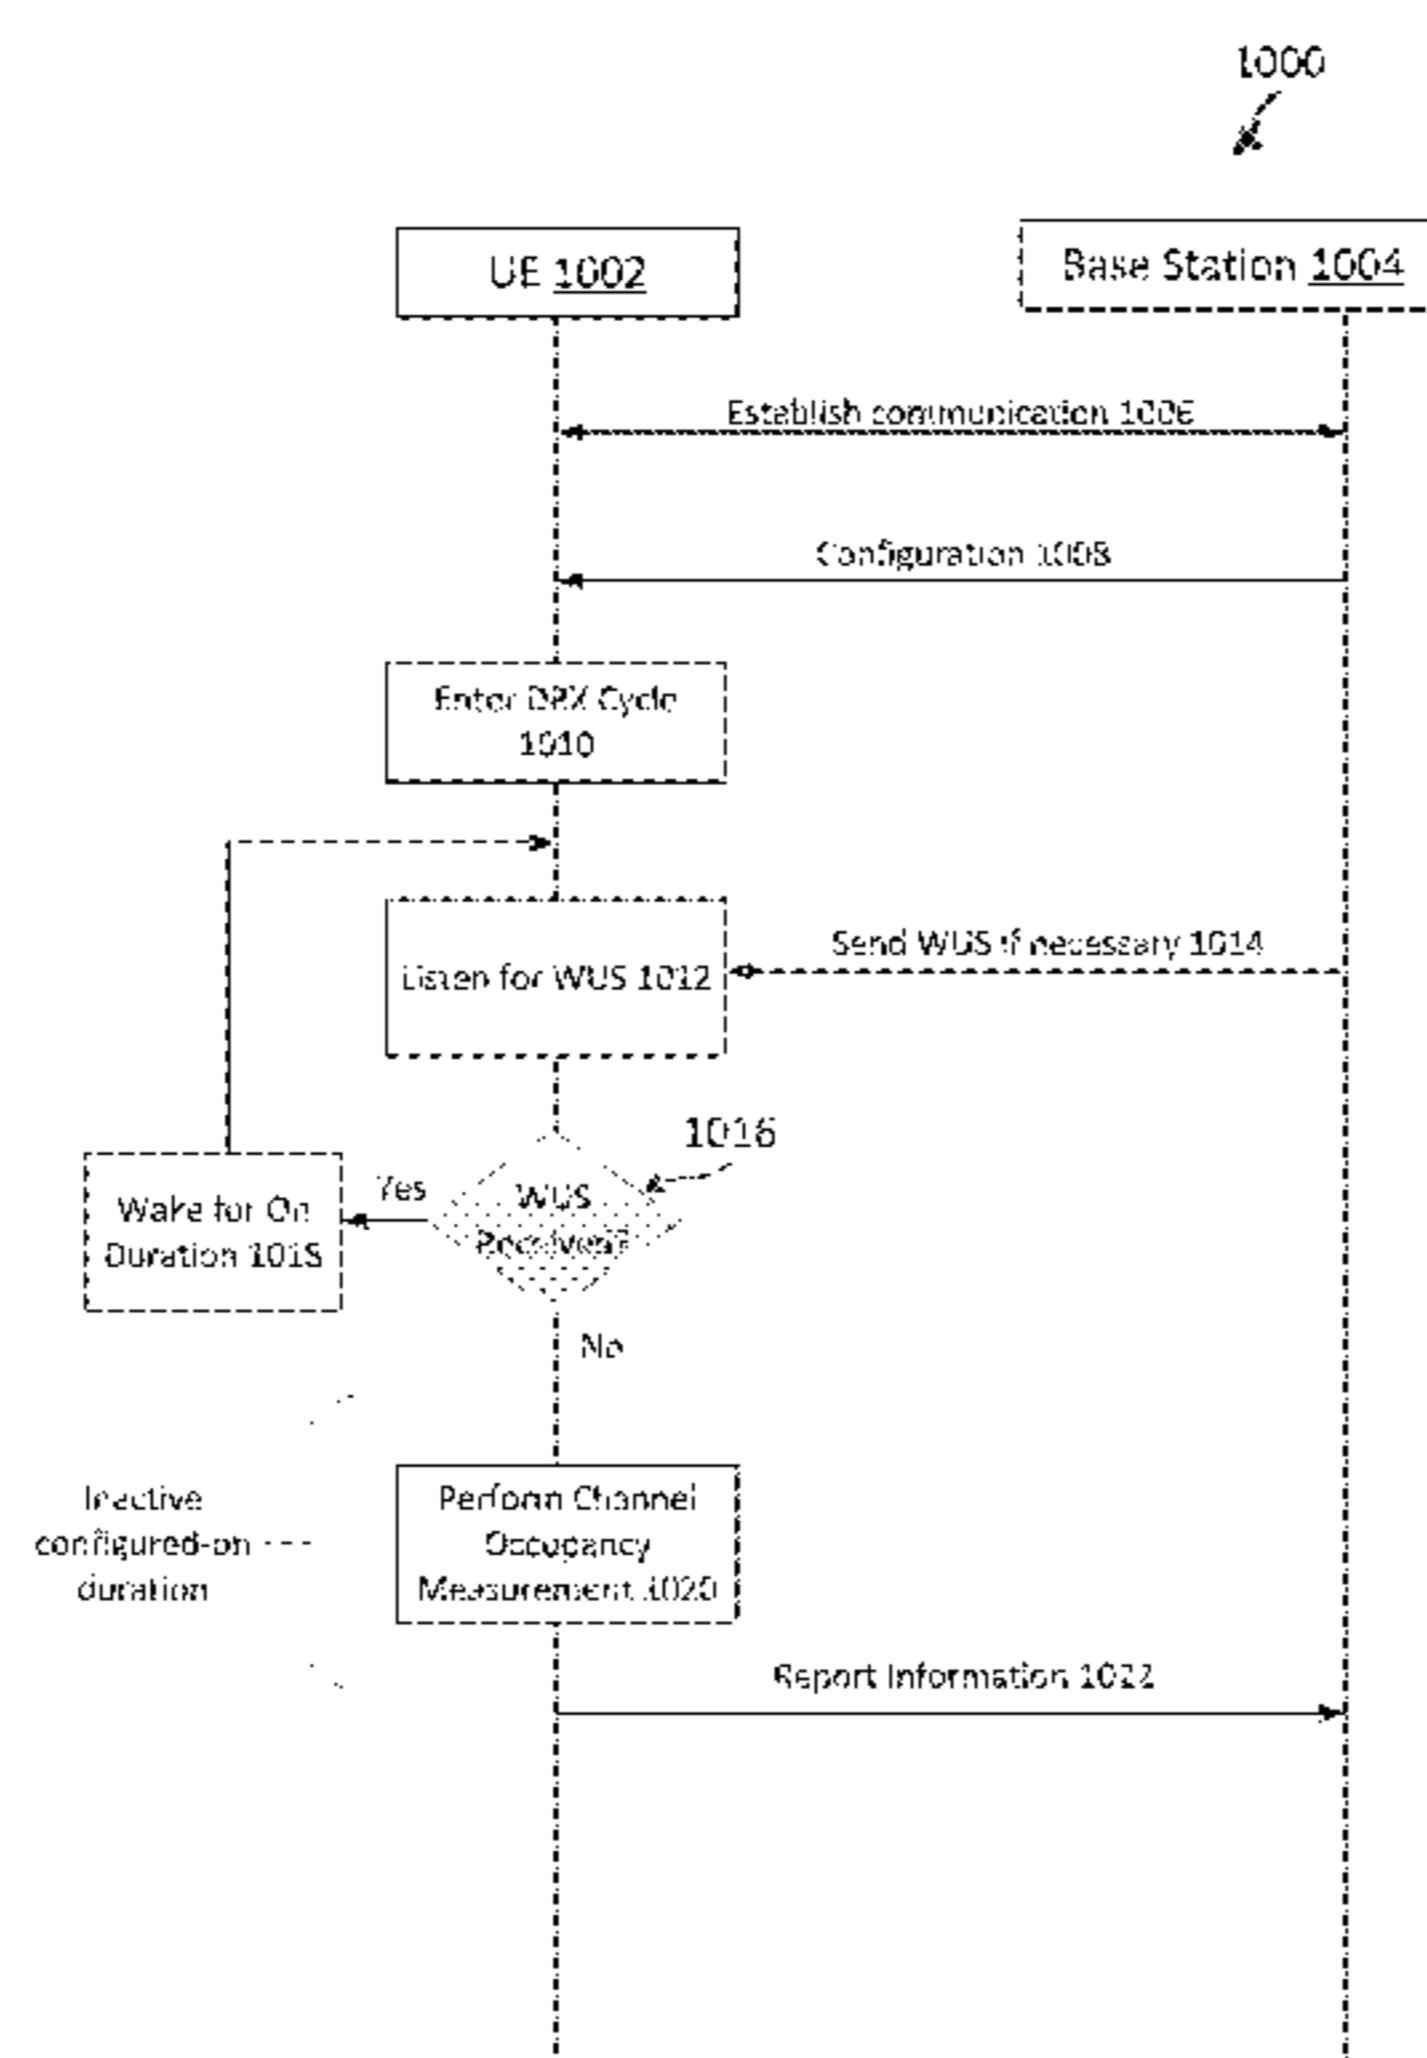 1000
UE 1002
Base Station 1004
Establish communication 1006
Configuration 1008
Enter DRX Cycle
1010
Listen for WUS 1012
Send WUS if necessary 1014
1016
WUS
Received?
Yes
Wake for On
Duration 1018
No
Inactive
configured-on
duration
Perform Channel
Occupancy
Measurement 1020
Report Information 1022